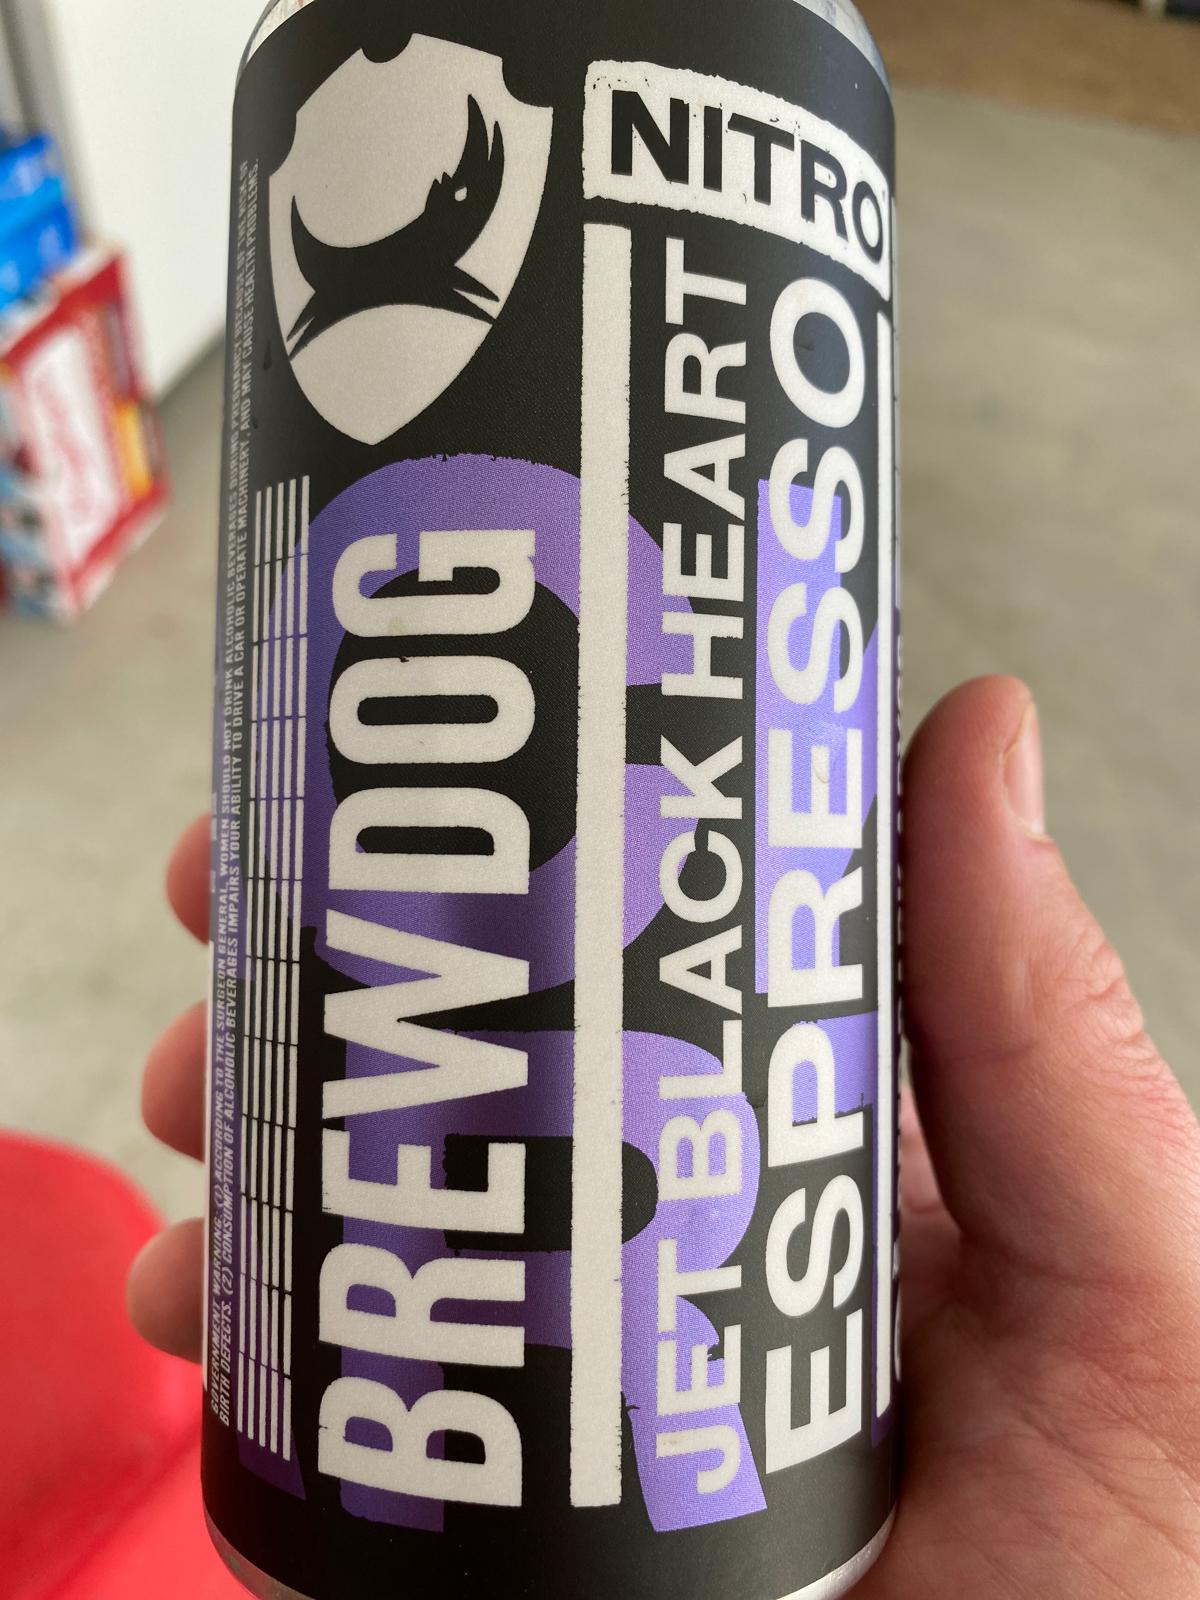 GOVERNMENT WARNING: (1) ACCORDING TO THE SURGEON GENERAL, WOMEN SHOULD NOT DRINK ALCOHOLIC BEVERAGES DURING PREGNANCY BECAUSE OF THE RISK OF
BIRTH DEFECTS. (2) CONSUMPTION OF ALCOHOLIC BEVERAGES IMPAIRS YOUR ABILITY TO DRIVE A CAR OR OPERATE MACHINERY, AND MAY CAUSE HEALTH PROBLEMS.
BREWDOG
NITRO
JET BLACK HEART
ESPRESSO